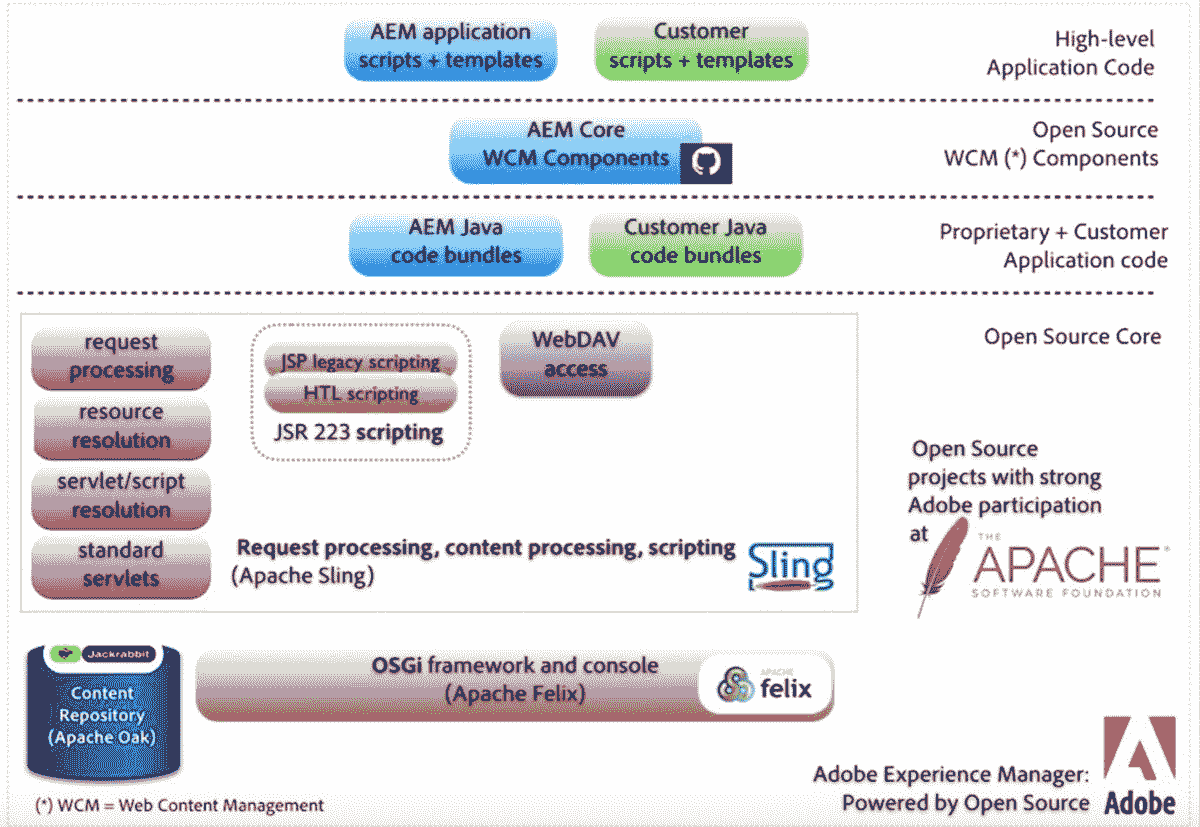 AEM application
scripts + templates
Customer
scripts + templates
High-level
Application Code
AEM Core
WCM Components
Open Source
WCM (*) Components
AEM Java
code bundles
Customer Java
code bundles
Proprietary + Customer
Application code
Open Source Core
request
processing
resource
resolution
servlet/script
resolution
standard
servlets
JSP legacy scripting
HTL scripting
JSR 223 scripting
WebDAV
access
Request processing, content processing, scripting
(Apache Sling)
Sling
Open Source
projects with strong
Adobe participation
at
THE
APACHE®
SOFTWARE FOUNDATION
Jackrabbit
Content
Repository
(Apache Oak)
OSGi framework and console
(Apache Felix)
APACHE
felix
Adobe Experience Manager:
Powered by Open Source
Adobe
(*) WCM = Web Content Management